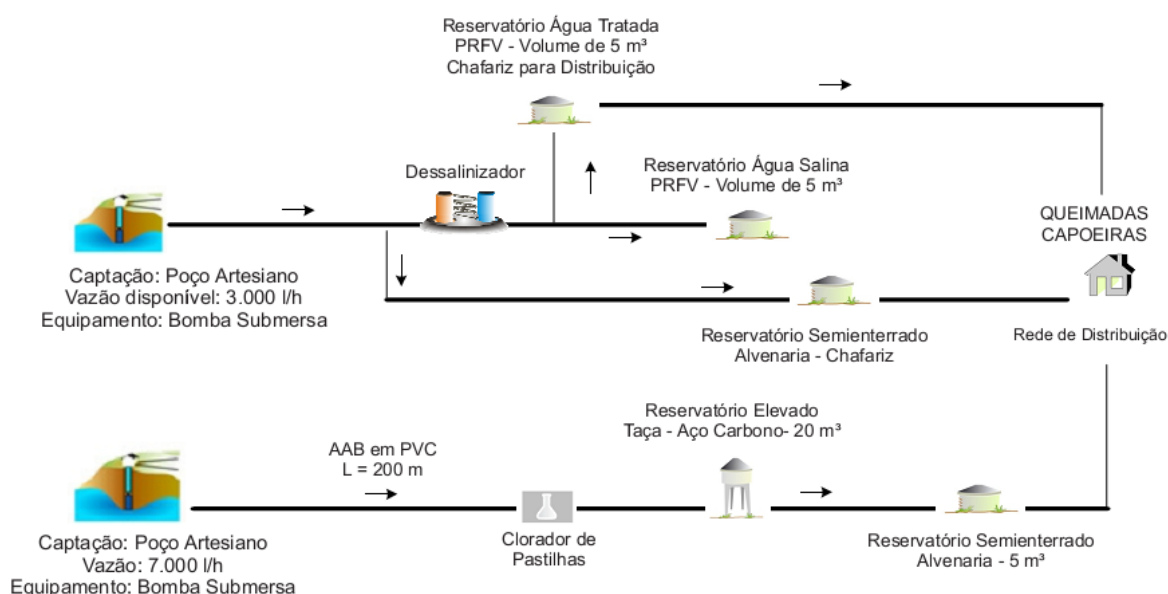 Reservatório Água Tratada
PRFV - Volume de 5 m³
Chafariz para Distribuição
Dessalinizador
Reservatório Água Salina
PRFV - Volume de 5 m³
QUEIMADAS
CAPOEIRAS
Captação: Poço Artesiano
Vazão disponível: 3.000 l/h
Equipamento: Bomba Submersa
Reservatório Semienterrado
Alvenaria - Chafariz
Rede de Distribuição
Reservatório Elevado
Taça - Aço Carbono- 20 m³
AAB em PVC
L = 200 m
Captação: Poço Artesiano
Vazão: 7.000 l/h
Equipamento: Bomba Submersa
Clorador de
Pastilhas
Reservatório Semienterrado
Alvenaria - 5 m³